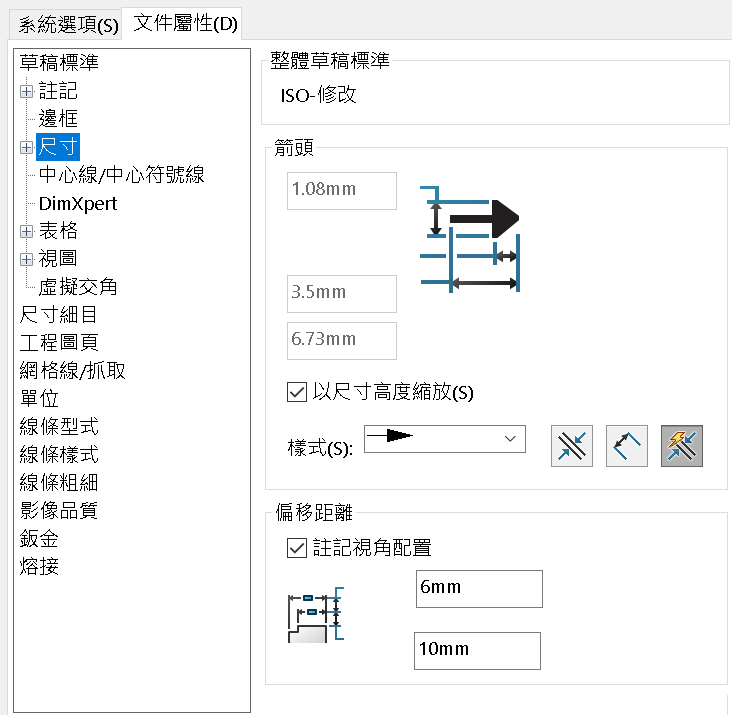 系統選項(S) 文件屬性(D)
草稿標準
註記
邊框
尺寸
中心線/中心符號線
DimXpert
表格
視圖
虛擬交角
尺寸細目
工程圖頁
網格線/抓取
單位
線條型式
線條樣式
線條粗細
影像品質
鈑金
熔接
整體草稿標準
ISO-修改
箭頭
1.08mm
3.5mm
6.73mm
以尺寸高度縮放(S)
樣式(S):
偏移距離
註記視角配置
6mm
10mm